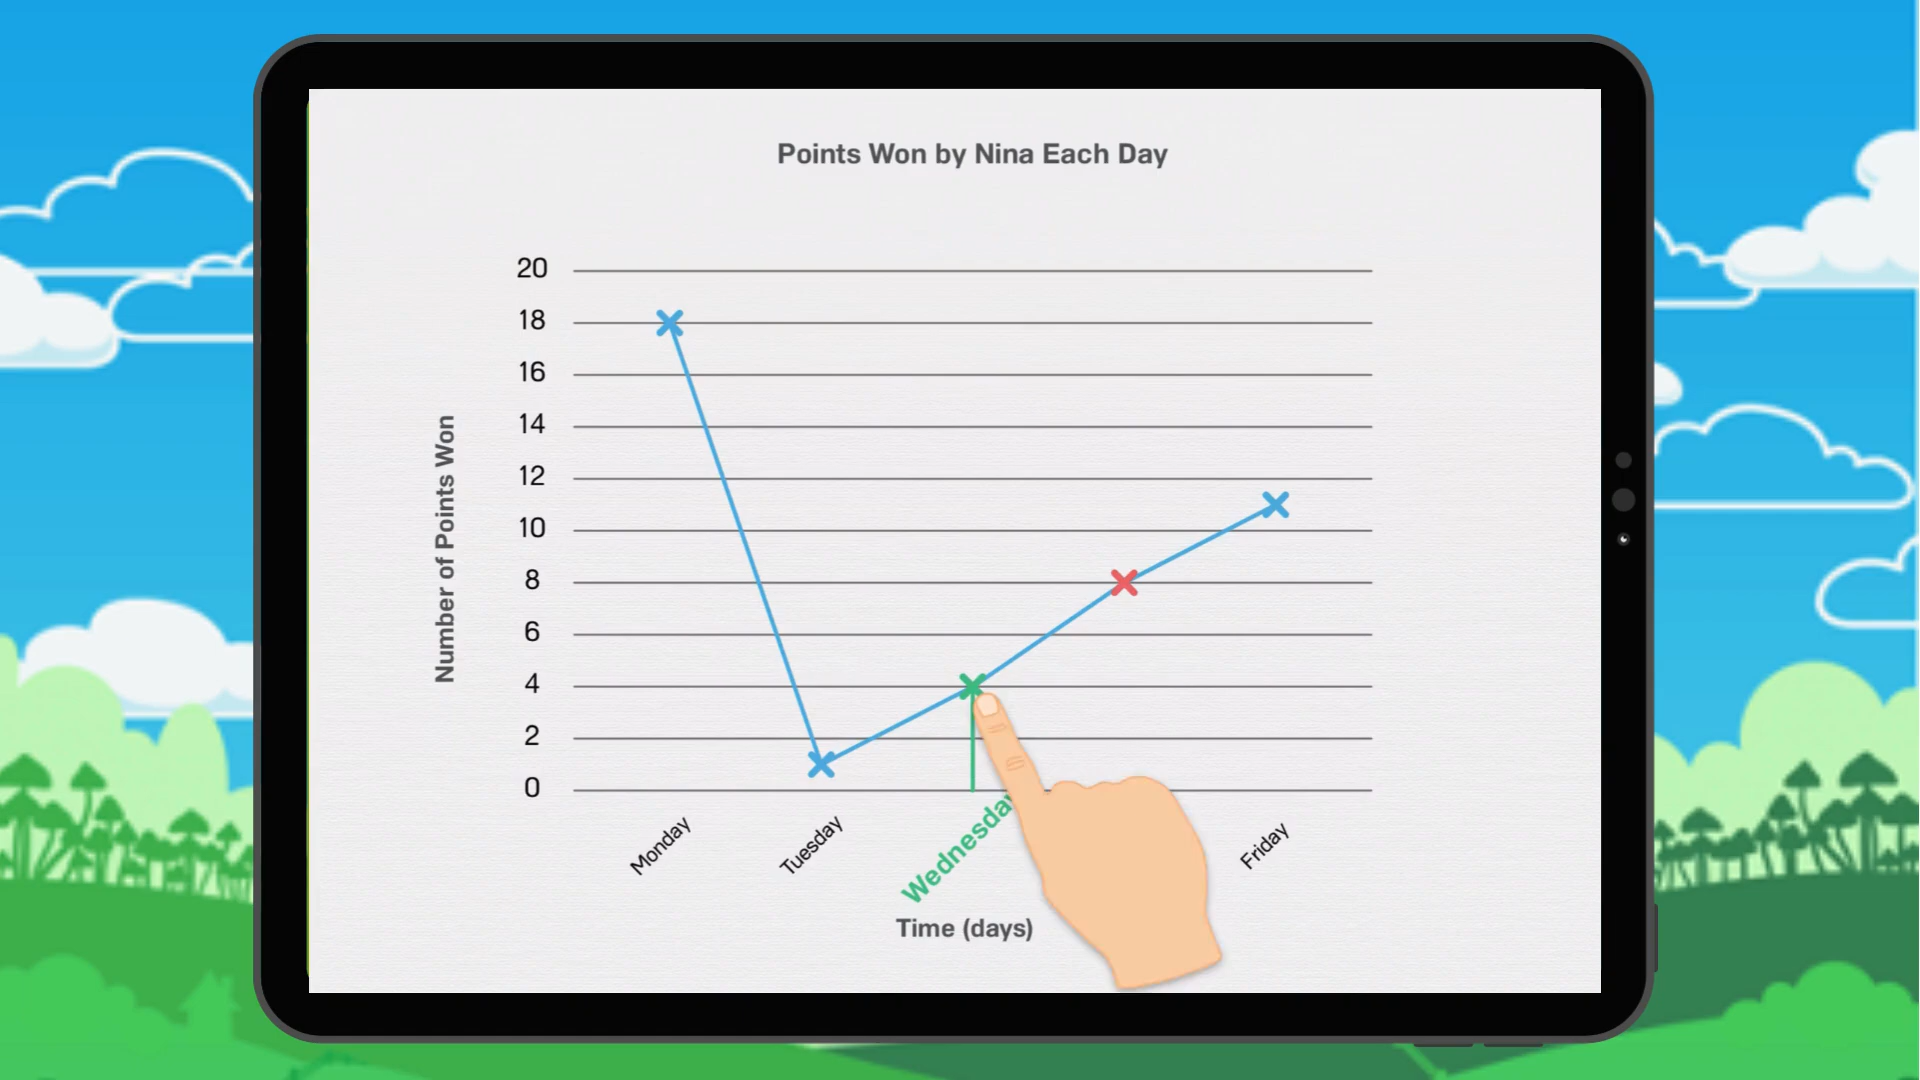 Points Won by Nina Each Day
Number of Points Won
20
18
16
14
12
10
8
6
4
2
0
Monday
Tuesday
Wednesday
Friday
Time (days)